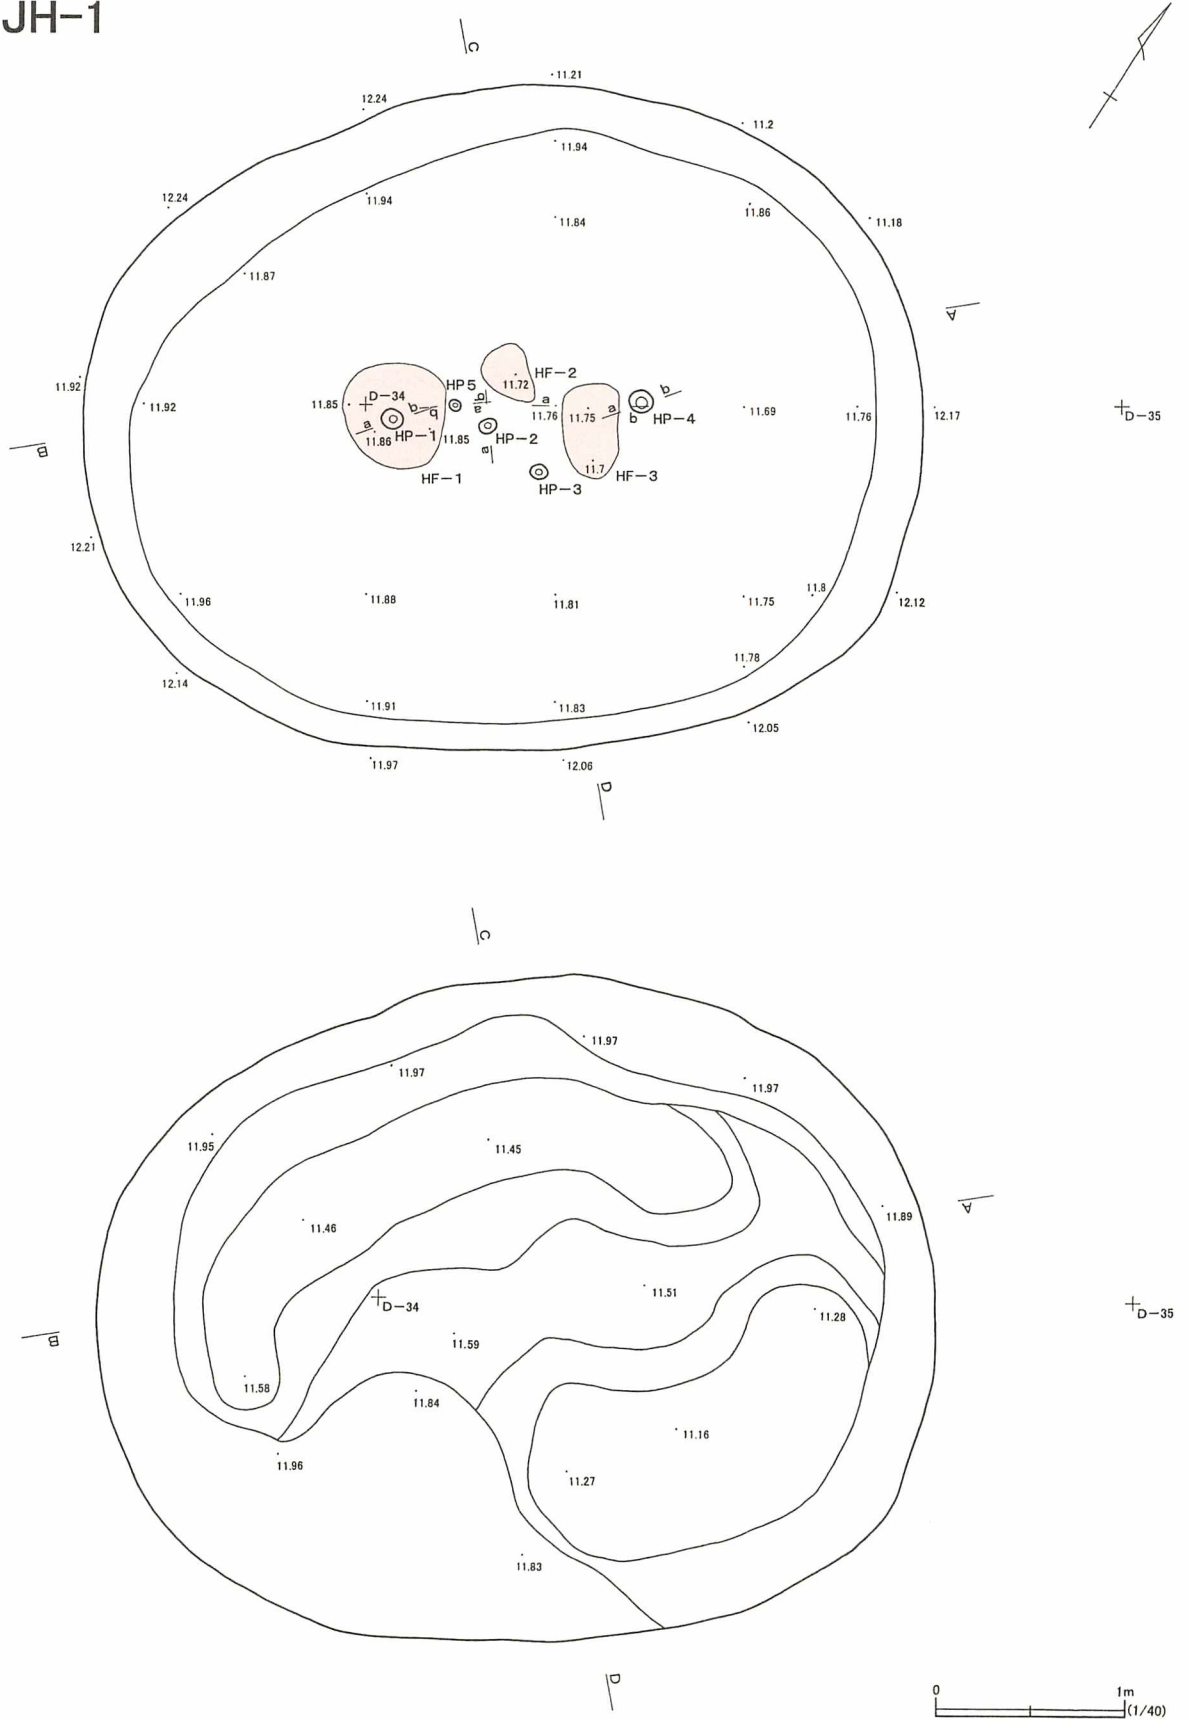 JH-1
C
11.21
12.24
11.2
11.94
12.24
11.94
11.86
11.84
11.18
11.87
A
HP5
HF-2
11.72
11.92
11.92
11.85
D-34
b
b
b
a
a
11.76
11.75
a
b
b
HP-4
11.69
11.76
12.17
D-35
a
11.86
HP-1
11.85
HP-2
a
B
11.7
HF-1
HP-3
HF-3
12.21
11.96
11.88
11.81
11.75
11.8
12.12
11.78
12.14
11.91
11.83
12.05
11.97
12.06
D
C
11.97
11.97
11.97
11.95
11.45
11.89
A
11.46
11.51
D-34
11.28
D-35
B
11.59
11.58
11.84
11.16
11.96
11.27
11.83
D
0 1m
(1/40)